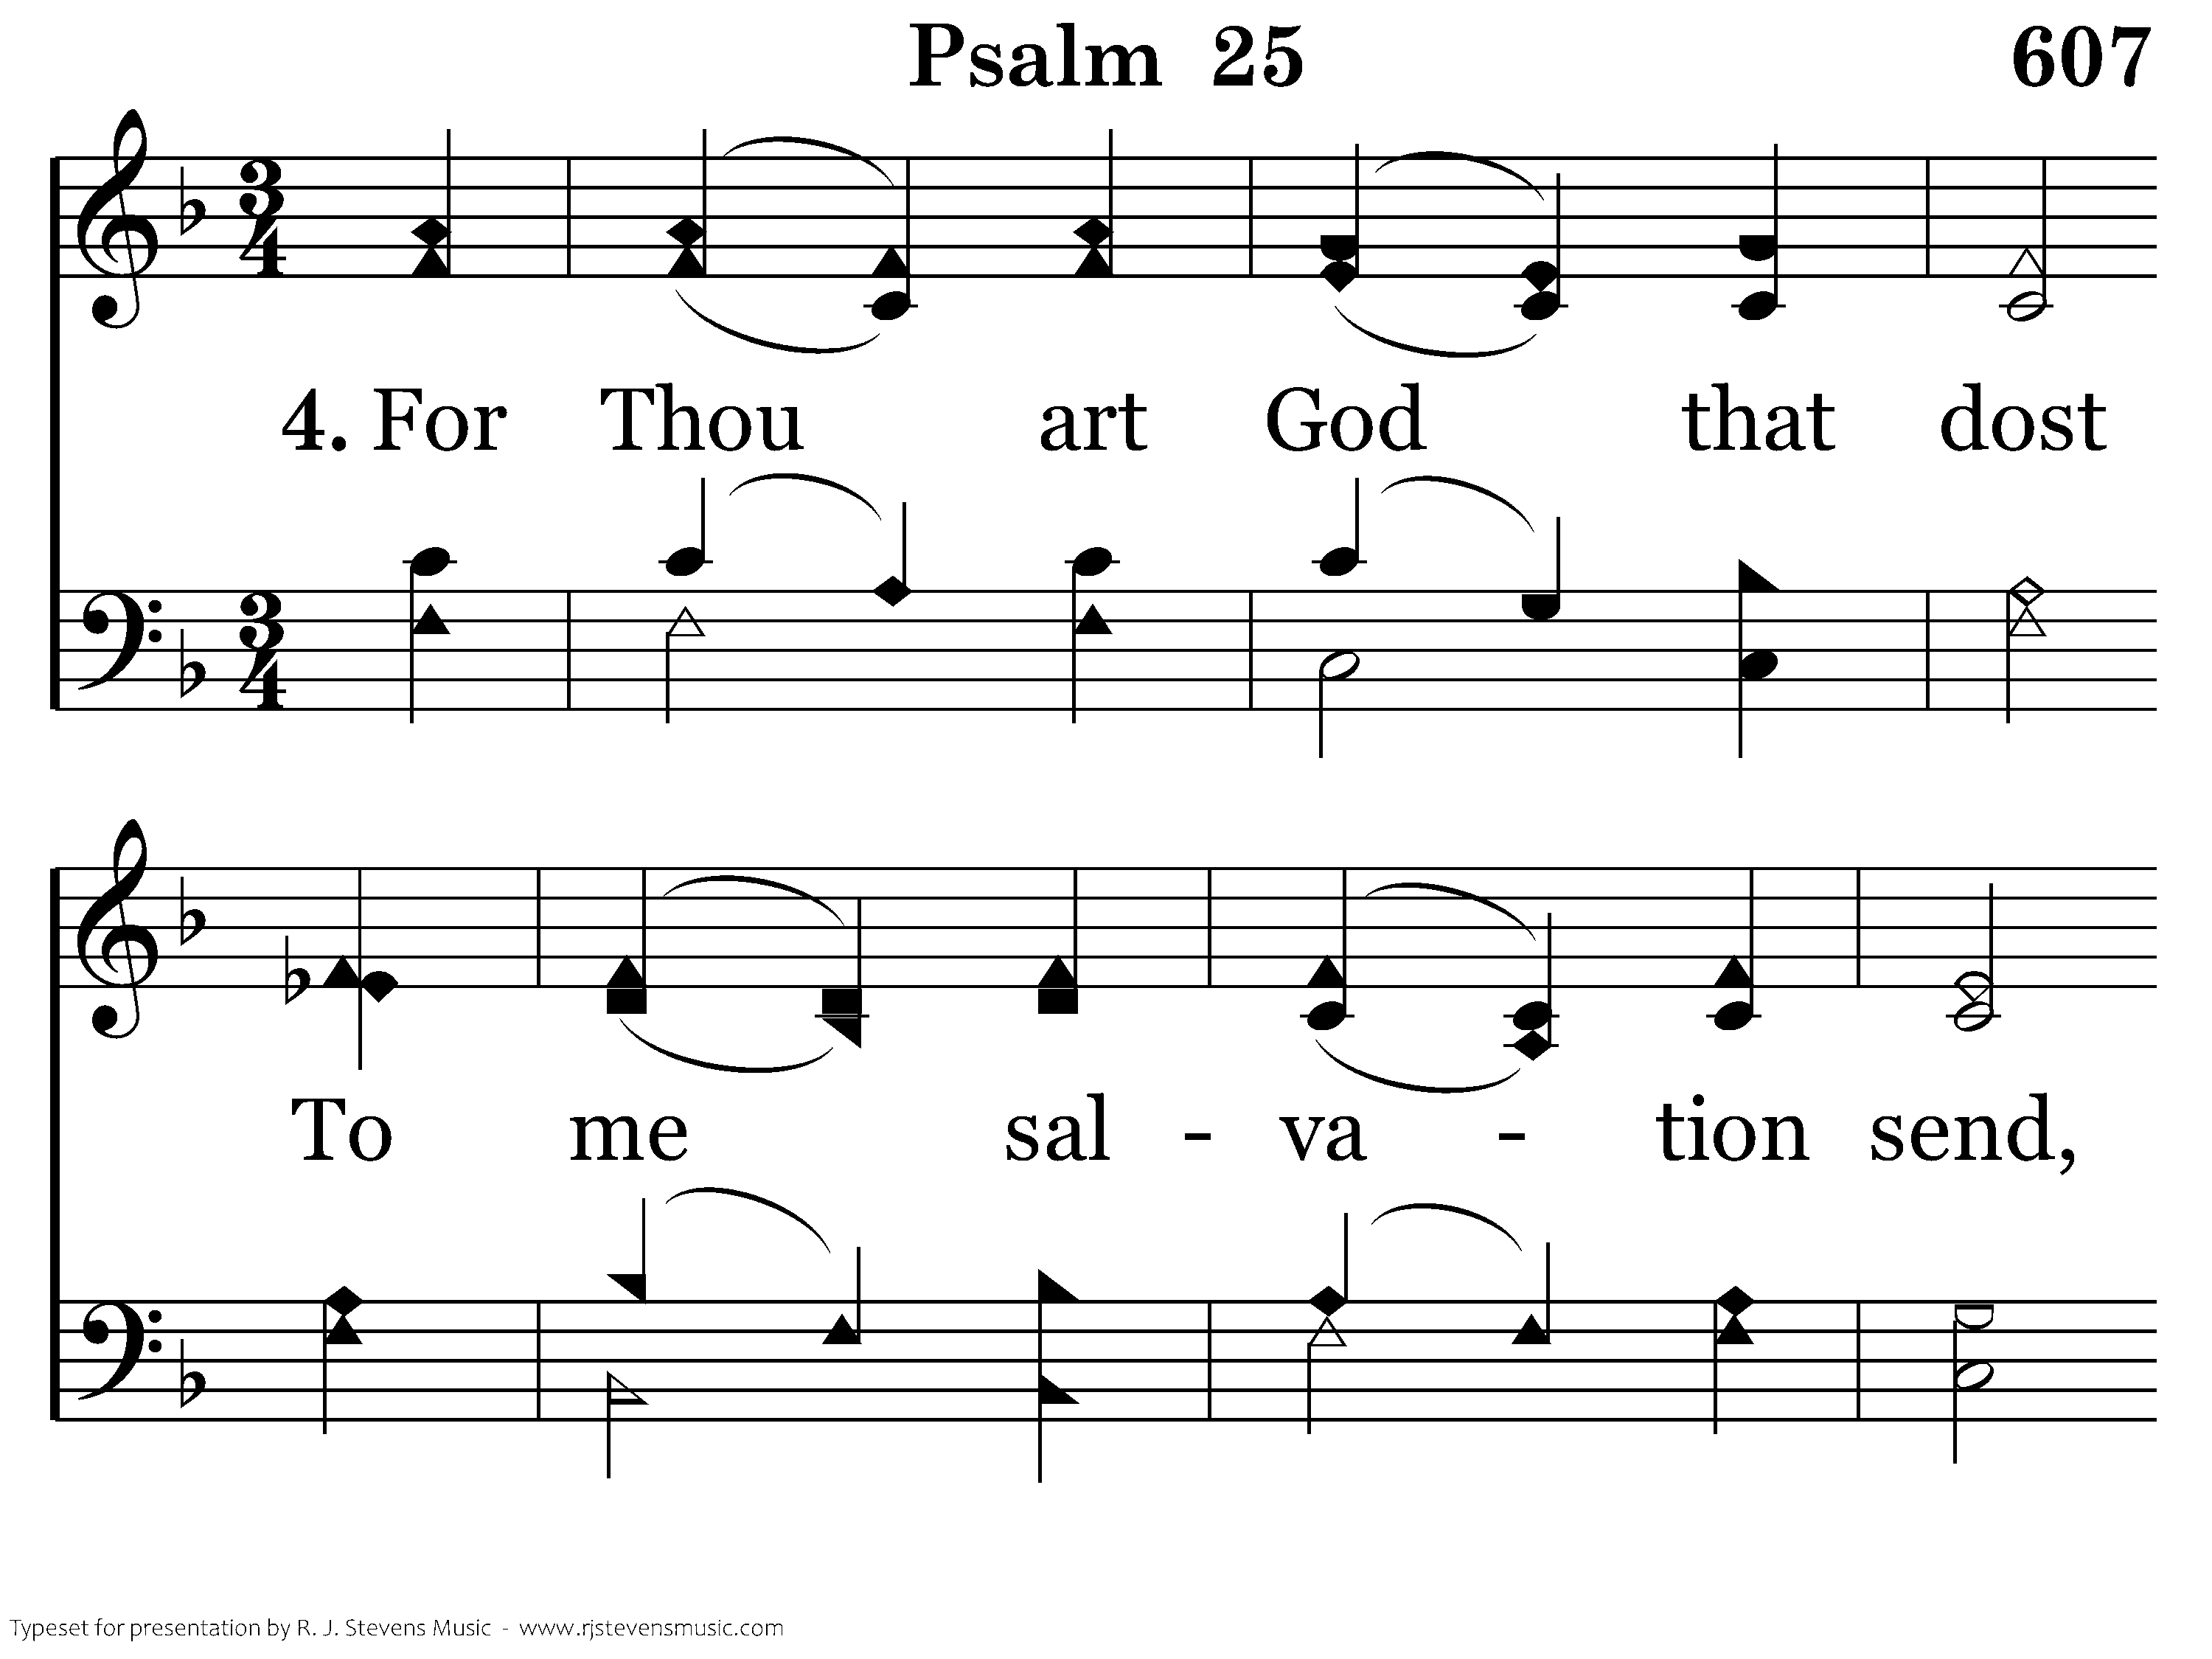 Psalm 25 607
4. For Thou art God that dost
To me sal - va - tion send,
Typeset for presentation by R. J. Stevens Music - www.rjstevensmusic.com